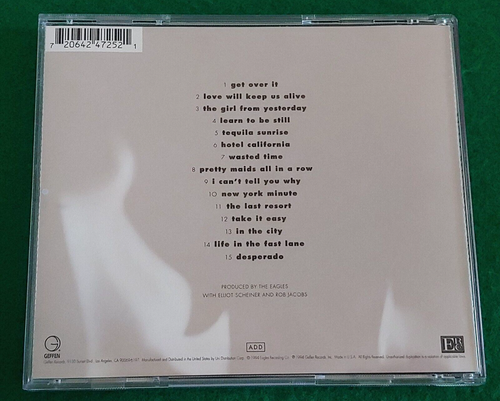 7 20642 47252 1
1 get over it
2 love will keep us alive
3 the girl from yesterday
4 learn to be still
5 tequila sunrise
6 hotel california
7 wasted time
8 pretty maids all in a row
9 i can't tell you why
10 new york minute
11 the last resort
12 take it easy
13 in the city
14 life in the fast lane
15 desperado
PRODUCED BY THE EAGLES
WITH ELLIOT SCHEINER AND ROB JACOBS
GEFFEN
ADD